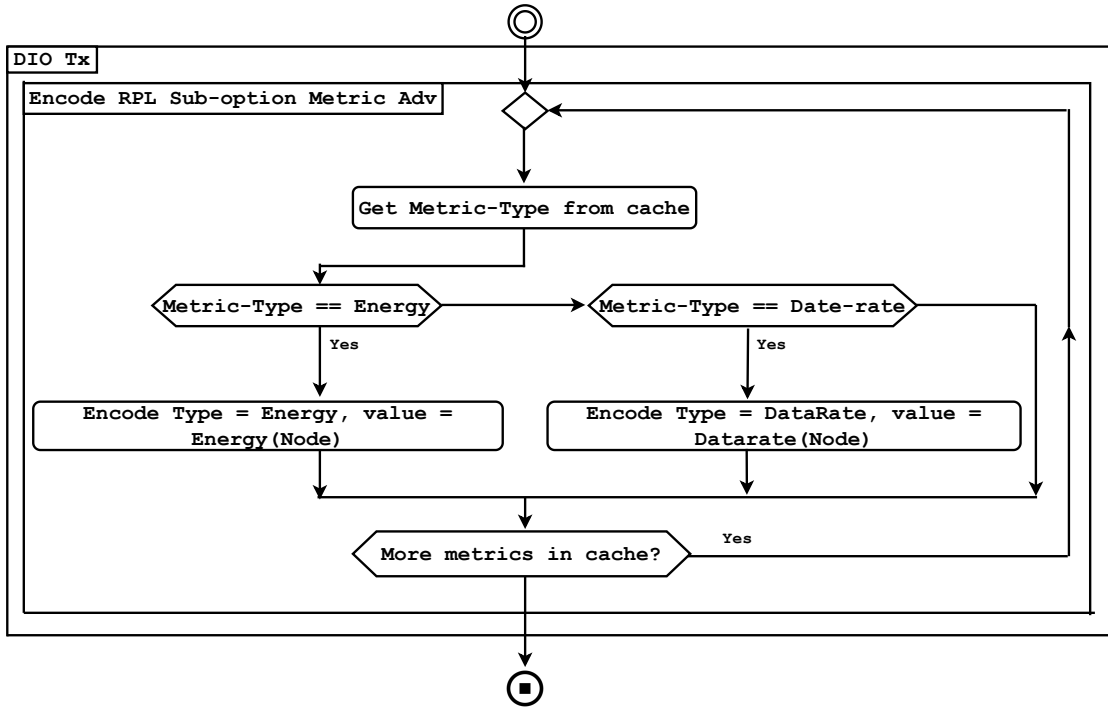 DIO Tx
Encode RPL Sub-option Metric Adv
Get Metric-Type from cache
Metric-Type == Energy
Metric-Type == Date-rate
Yes
Yes
Encode Type = Energy, value =
Energy(Node)
Encode Type = DataRate, value =
Datarate(Node)
More metrics in cache?
Yes